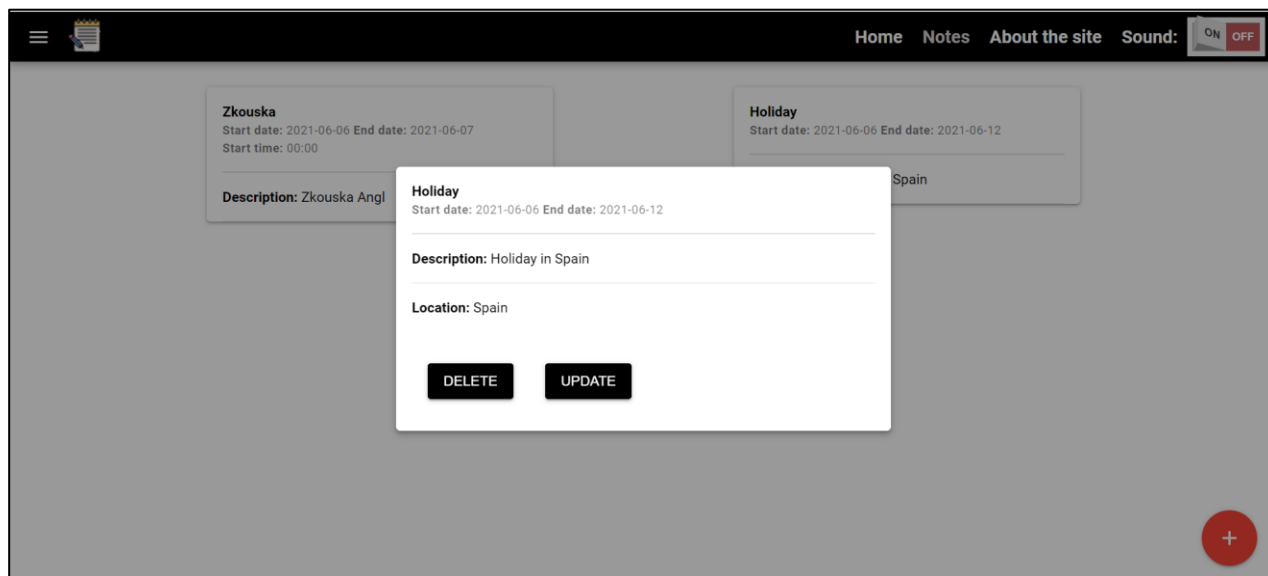 Home Notes About the site Sound: ON OFF
Zkouska
Start date: 2021-06-06 End date: 2021-06-07
Start time: 00:00
Description: Zkouska Angl
Holiday
Start date: 2021-06-06 End date: 2021-06-12
Spain
Holiday
Start date: 2021-06-06 End date: 2021-06-12
Description: Holiday in Spain
Location: Spain
DELETE UPDATE
+